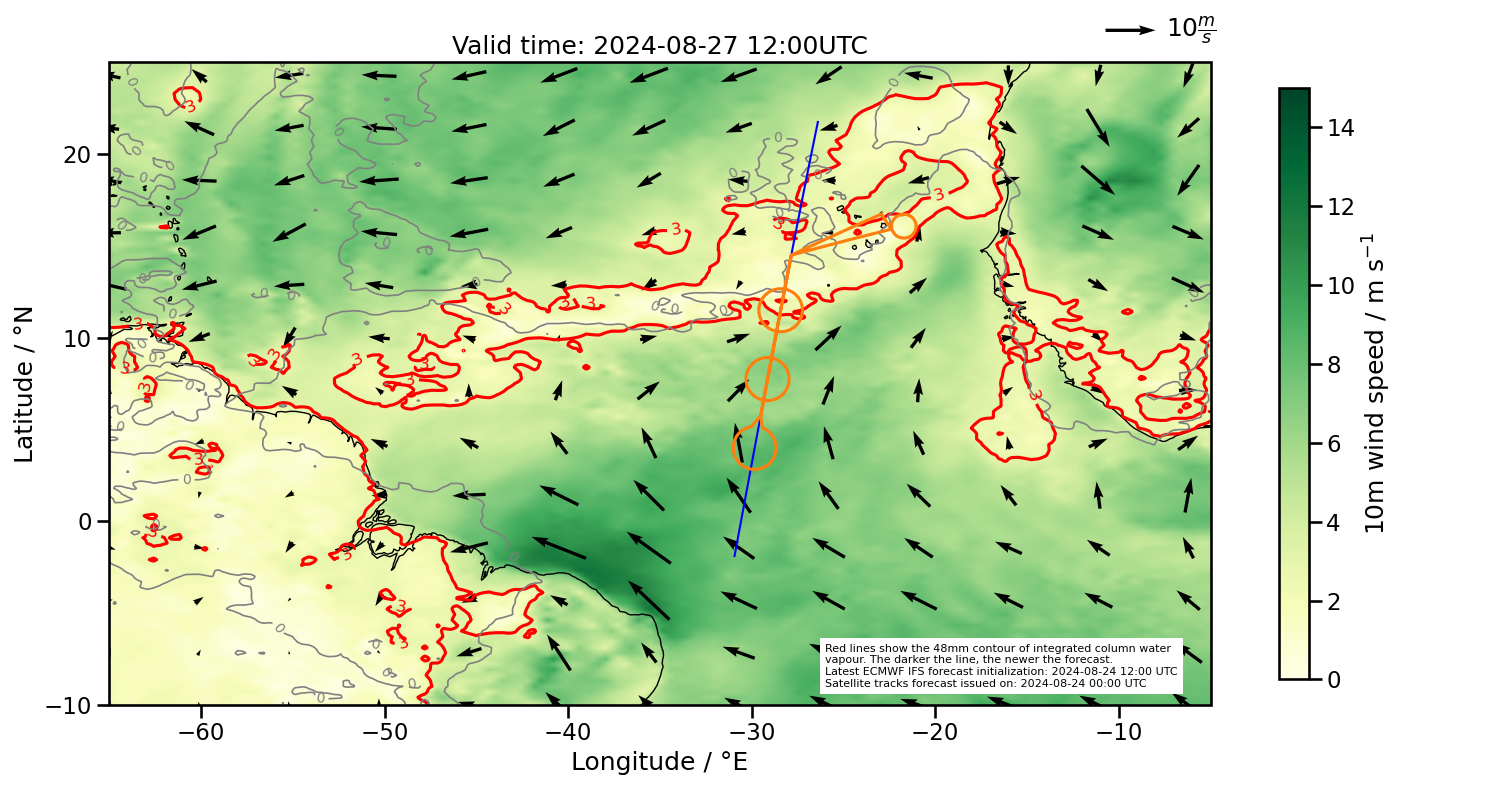 10 m/s
Valid time: 2024-08-27 12:00UTC
20
10
0
−10
Latitude / °N
−60
−50
−40
−30
−20
−10
Longitude / °E
14
12
10
8
6
4
2
0
10m wind speed / m s⁻¹
Red lines show the 48mm contour of integrated column water
vapour. The darker the line, the newer the forecast.
Latest ECMWF IFS forecast initialization: 2024-08-24 12:00 UTC
Satellite tracks forecast issued on: 2024-08-24 00:00 UTC